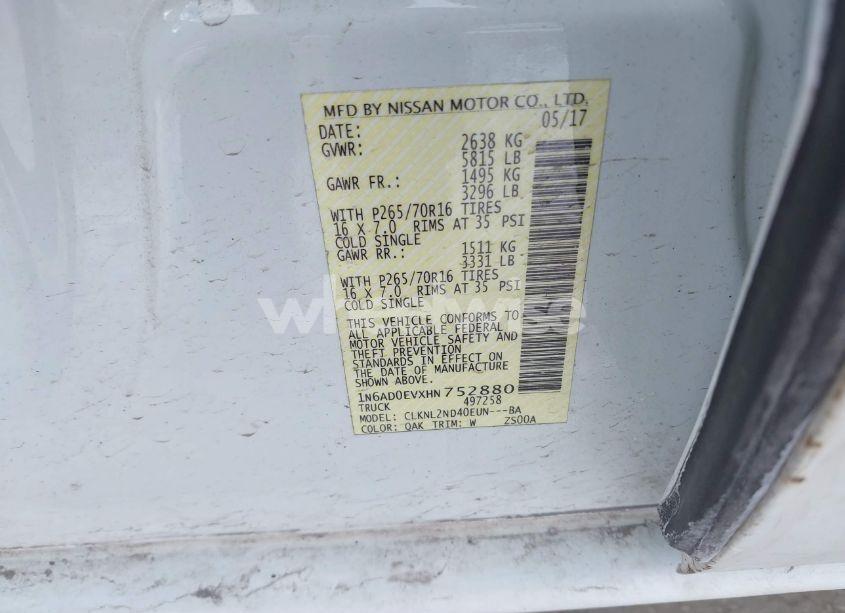 MFD BY NISSAN MOTOR CO., LTD.
DATE: 05/17
GVWR: 2638 KG
5815 LB
GAWR FR.: 1495 KG
3296 LB
WITH P265/70R16 TIRES
16 X 7.0 RIMS AT 35 PSI
COLD SINGLE
GAWR RR.: 1511 KG
3331 LB
WITH P265/70R16 TIRES
16 X 7.0 RIMS AT 35 PSI
COLD SINGLE
THIS VEHICLE CONFORMS TO
ALL APPLICABLE FEDERAL
MOTOR VEHICLE SAFETY AND
THEFT PREVENTION
STANDARDS IN EFFECT ON
THE DATE OF MANUFACTURE
SHOWN ABOVE.
1N6AD0EVXHN752880
TRUCK 497258
MODEL: CLKNL2ND40EUN---BA
COLOR: QAK TRIM: W ZS00A